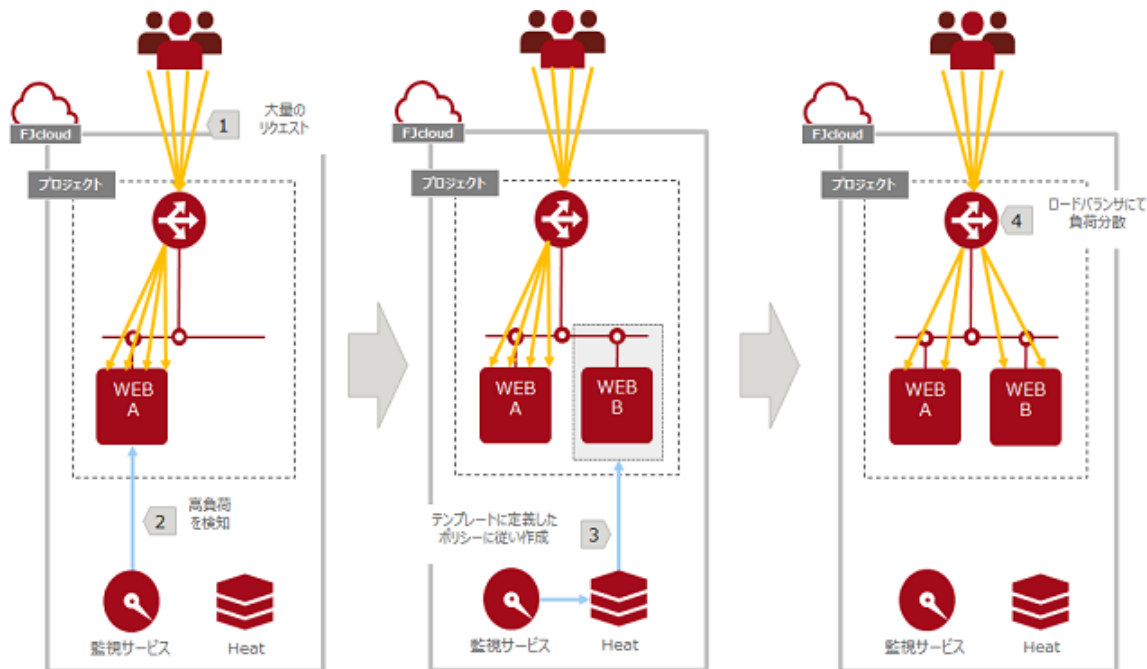 FJcloud
1
大量の
リクエスト
プロジェクト
WEB
A
2
高負荷
を検知
監視サービス
Heat
FJcloud
プロジェクト
WEB
A
WEB
B
テンプレートに定義した
ポリシーに従い作成
3
監視サービス
Heat
FJcloud
プロジェクト
4
ロードバランサにて
負荷分散
WEB
A
WEB
B
監視サービス
Heat